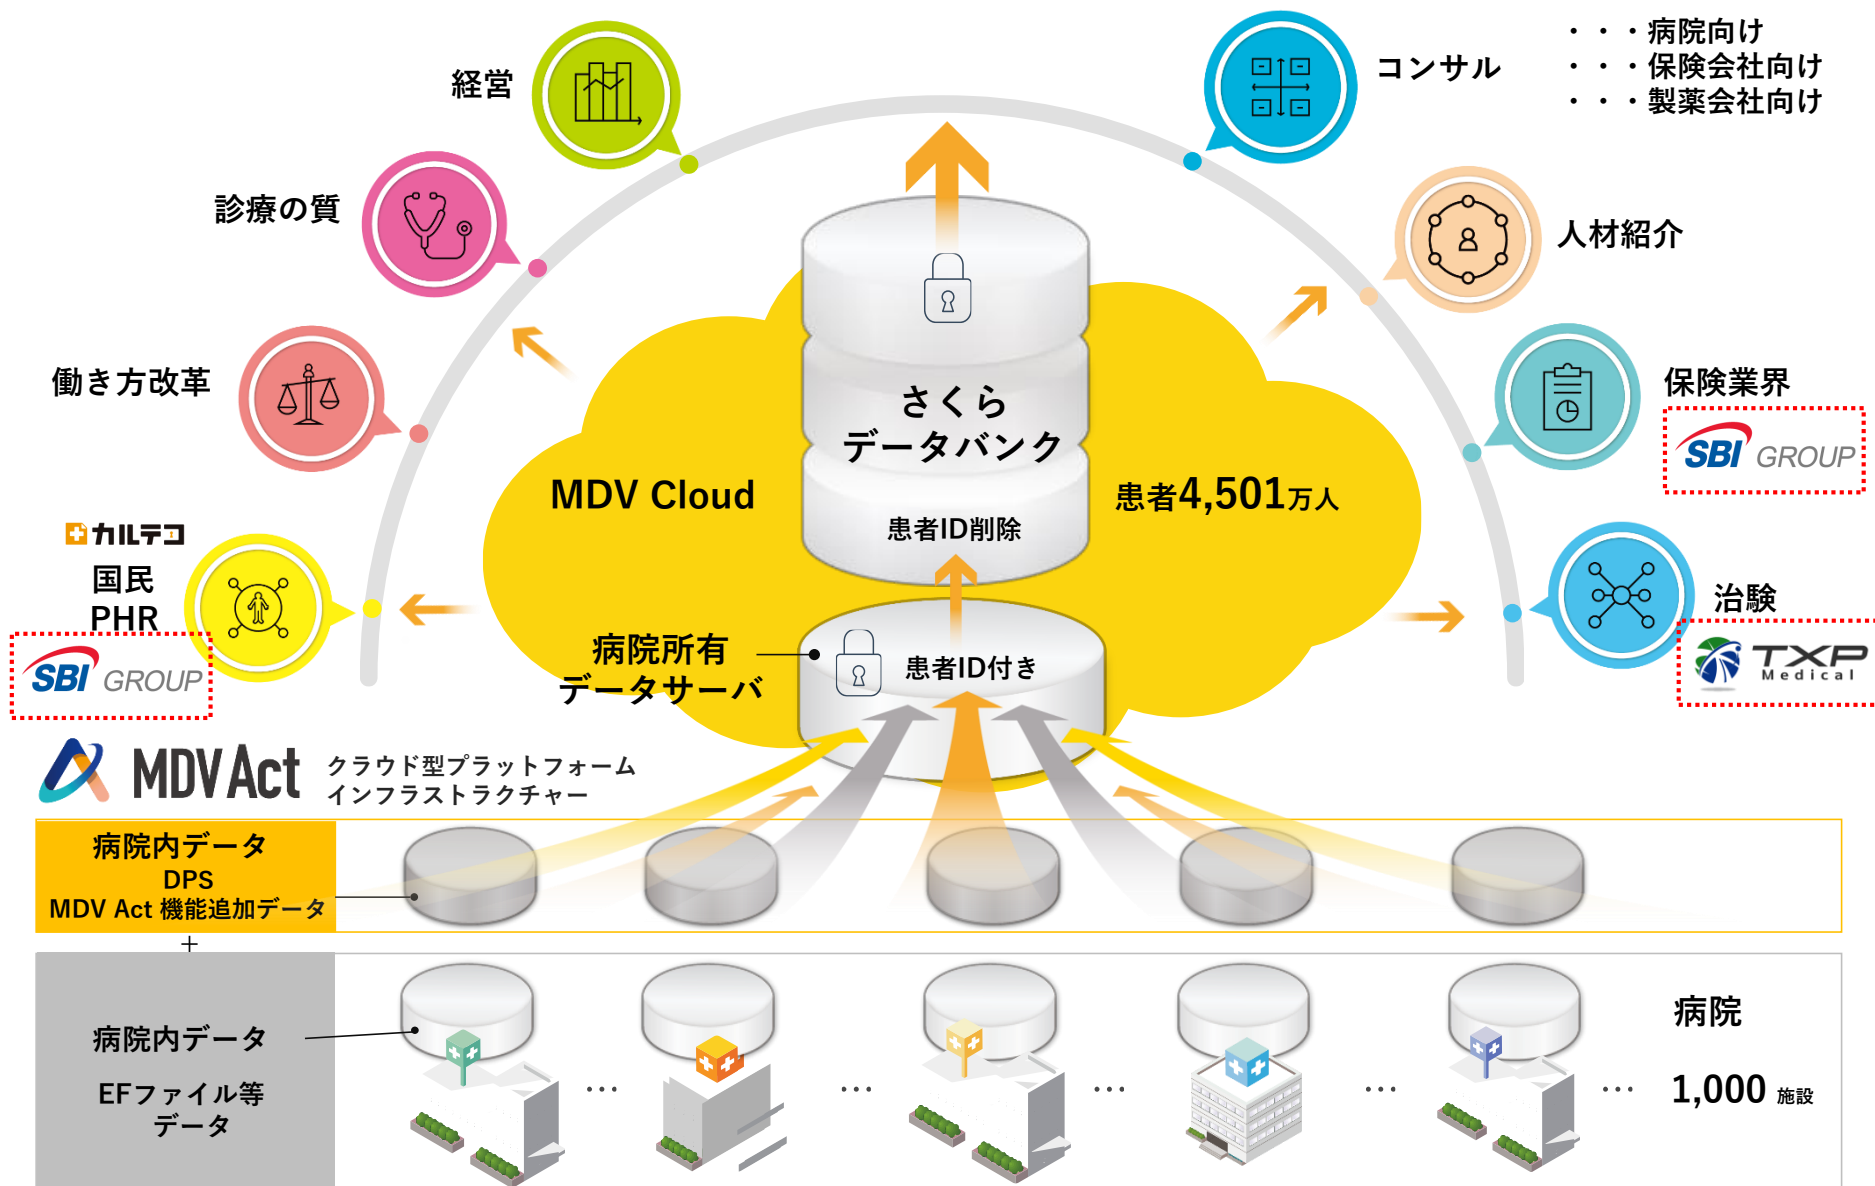 経営
コンサル
・・・病院向け
・・・保険会社向け
・・・製薬会社向け
診療の質
人材紹介
働き方改革
保険業界
SBI GROUP
さくら
データバンク
MDV Cloud
患者4,501万人
患者ID削除
カルテコ
国民
PHR
SBI GROUP
治験
TXP
Medical
病院所有
データサーバ
患者ID付き
MDV Act
クラウド型プラットフォーム
インフラストラクチャー
病院内データ
DPS
MDV Act 機能追加データ
+
病院内データ
EFファイル等
データ
… … … … …
病院
1,000 施設